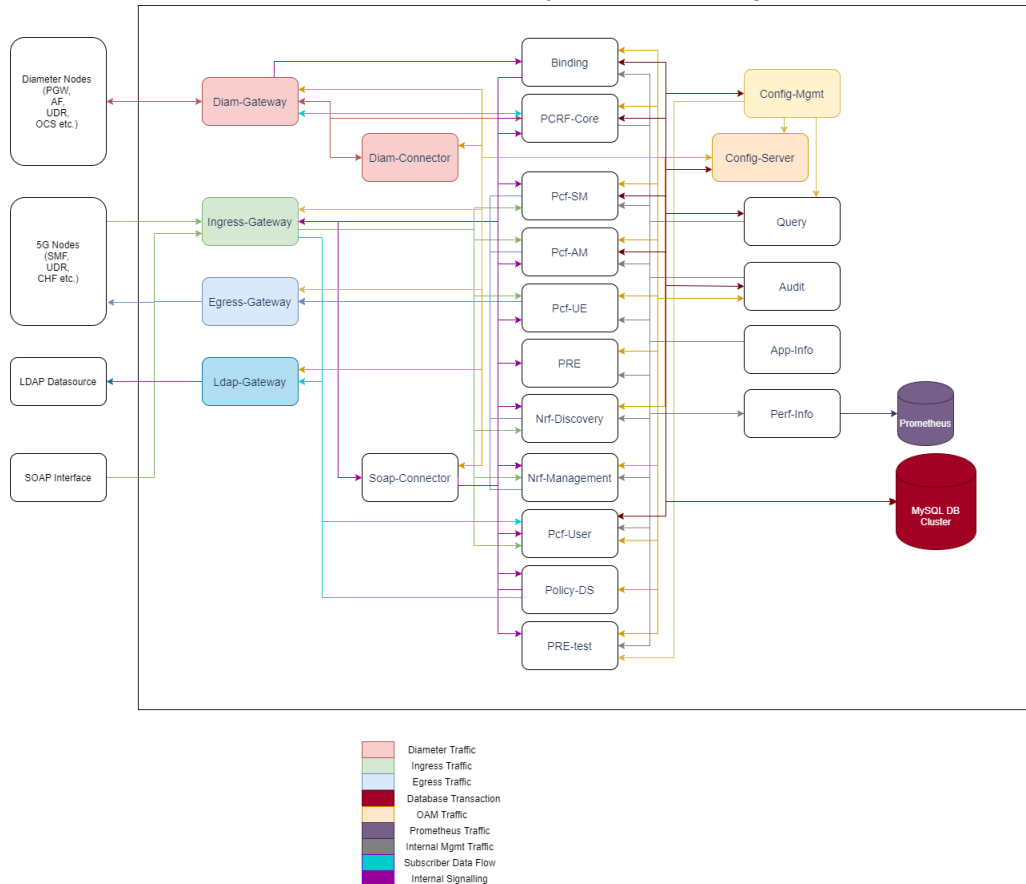 Diameter Nodes
(PGW,
AF,
UDR,
OCS etc.)
Diam-Gateway
Diam-Connector
Binding
PCRF-Core
Config-Mgmt
Config-Server
5G Nodes
(SMF,
UDR,
CHF etc.)
Ingress-Gateway
Egress-Gateway
Pcf-SM
Pcf-AM
Pcf-UE
Query
Audit
LDAP Datasource
Ldap-Gateway
PRE
App-Info
Nrf-Discovery
Perf-Info
Prometheus
SOAP Interface
Soap-Connector
Nrf-Management
MySQL DB
Cluster
Pcf-User
Policy-DS
PRE-test
Diameter Traffic
Ingress Traffic
Egress Traffic
Database Transaction
OAM Traffic
Prometheus Traffic
Internal Mgmt Traffic
Subscriber Data Flow
Internal Signalling